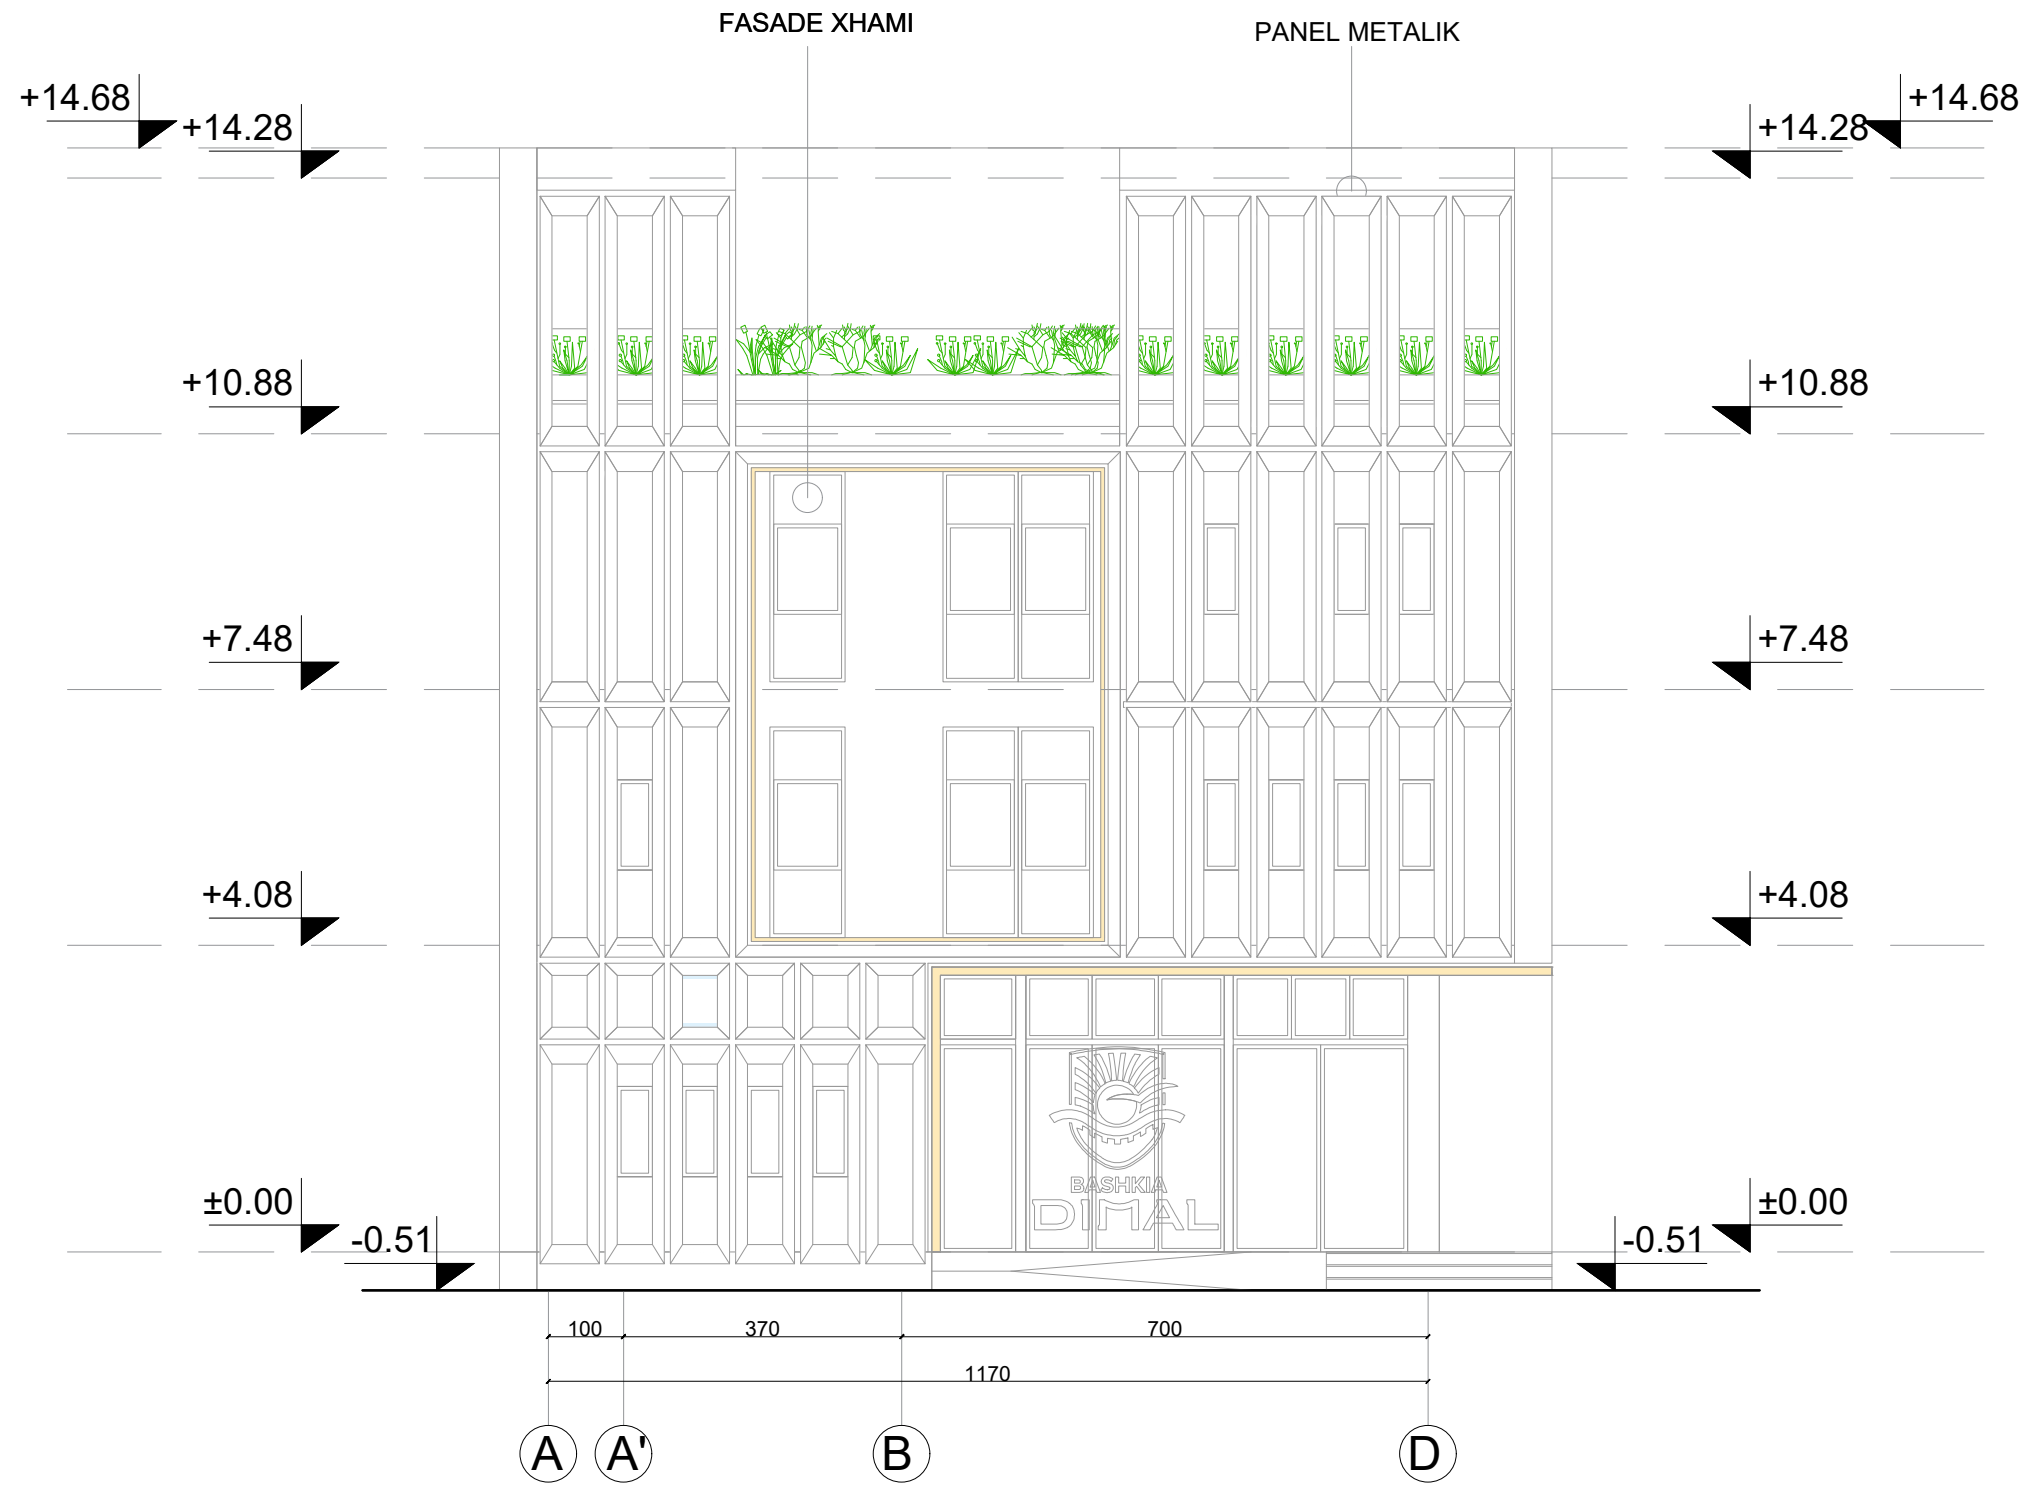 FASADE XHAMI
PANEL METALIK
+14.68
+14.28
+14.28
+14.68
+10.88
+10.88
+7.48
+7.48
+4.08
+4.08
±0.00
±0.00
-0.51
-0.51
BASHKIA
DIMAL
100
370
700
1170
A
A'
B
D